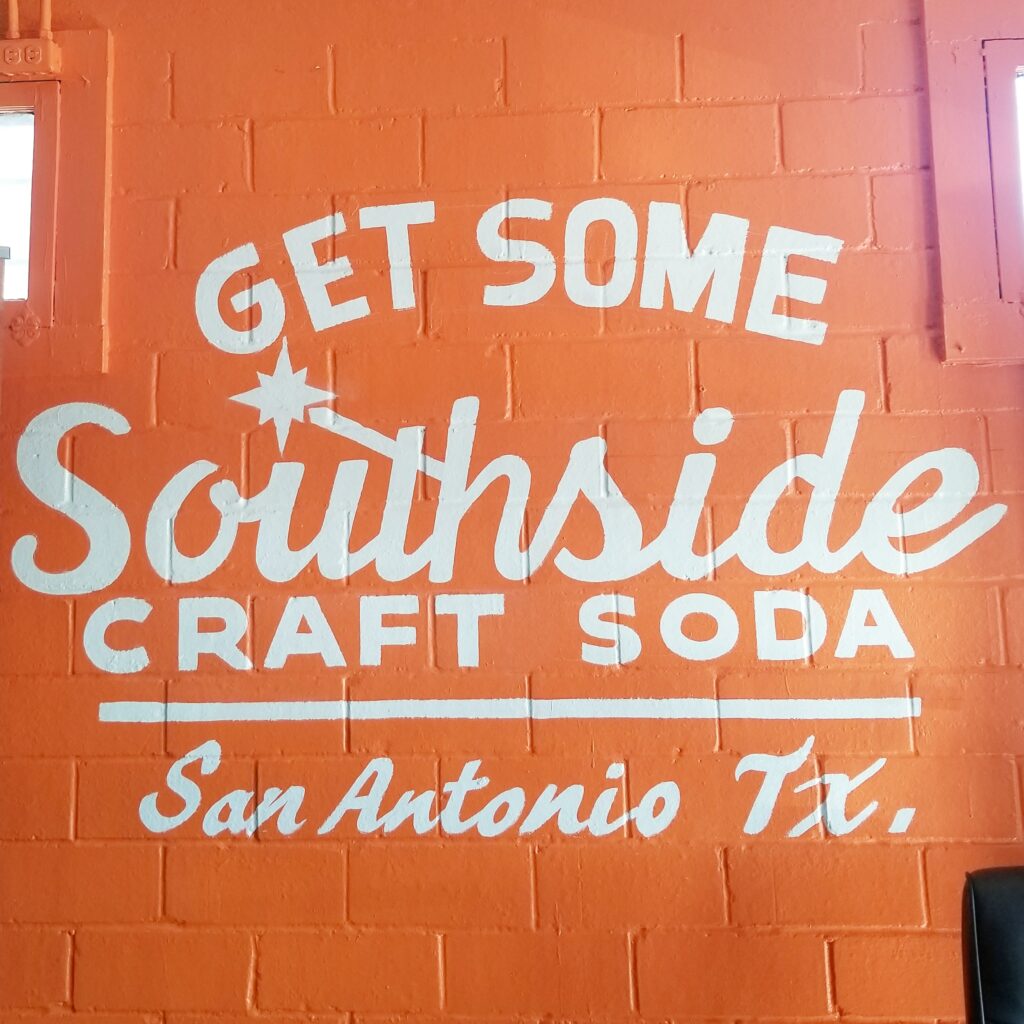 GET SOME
Southside
CRAFT SODA
San Antonio Tx.